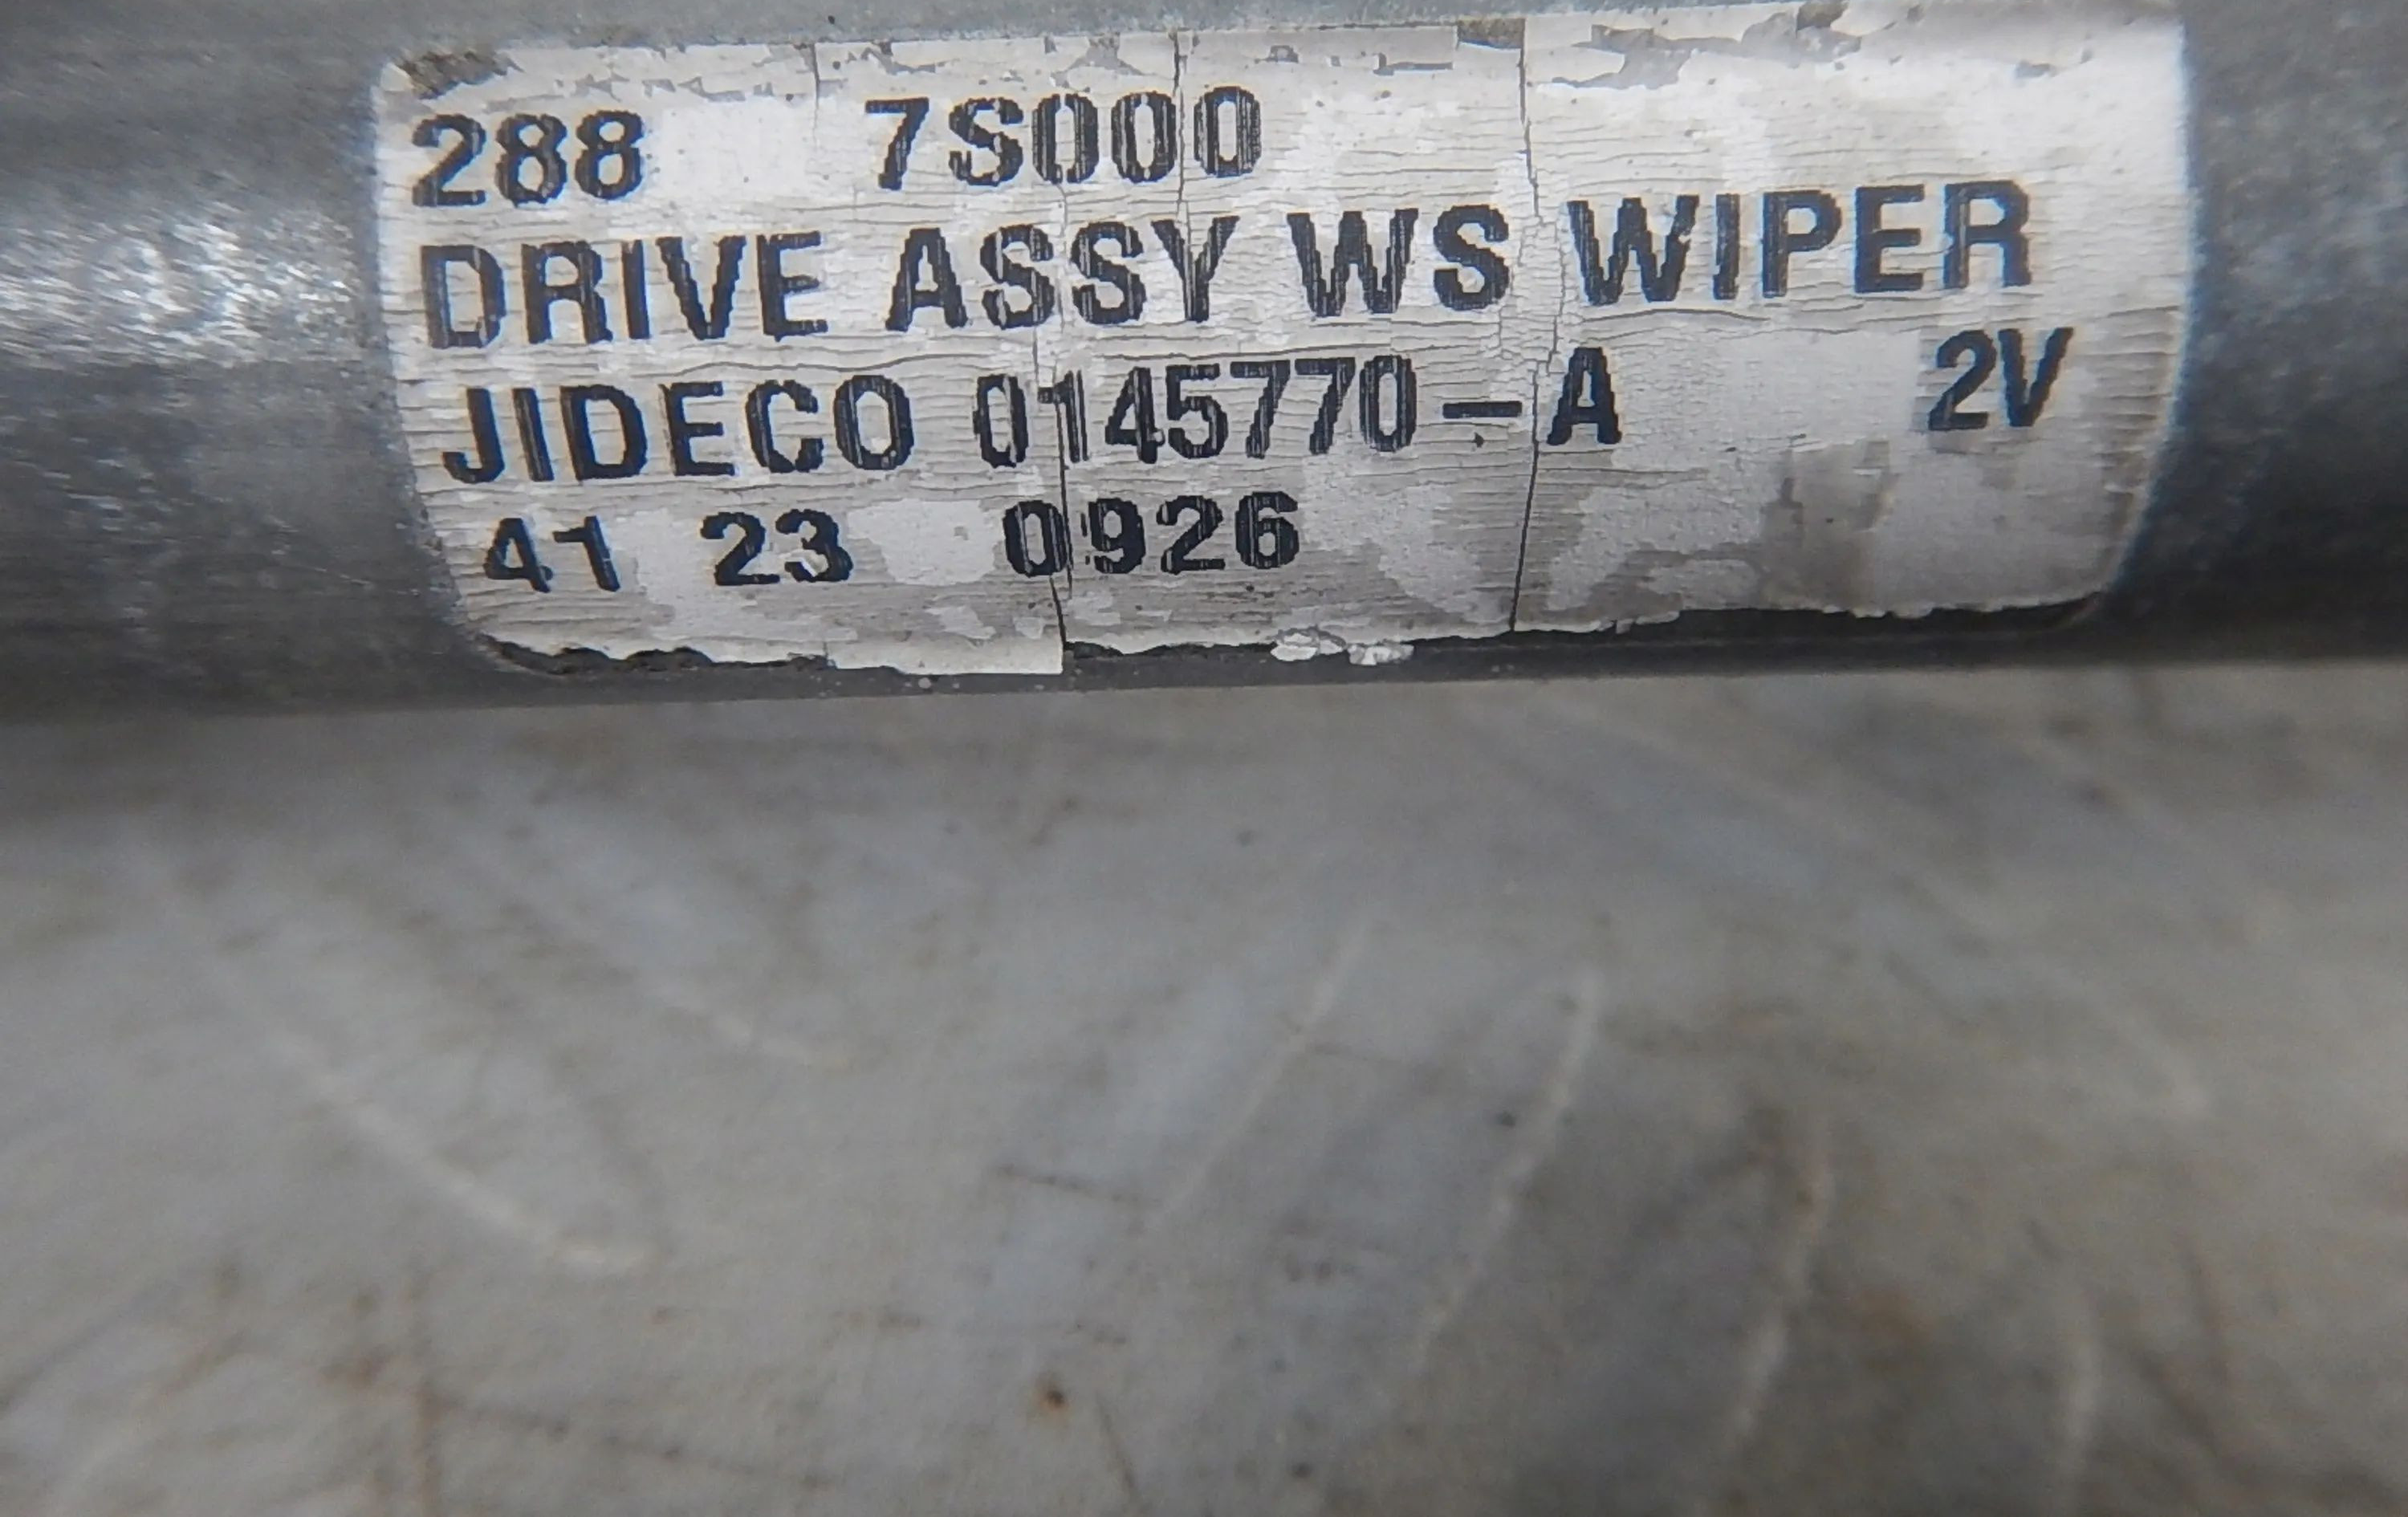 288 7S000
DRIVE ASSY WS WIPER
JIDECO 0145770-A 2V
41 23 0926